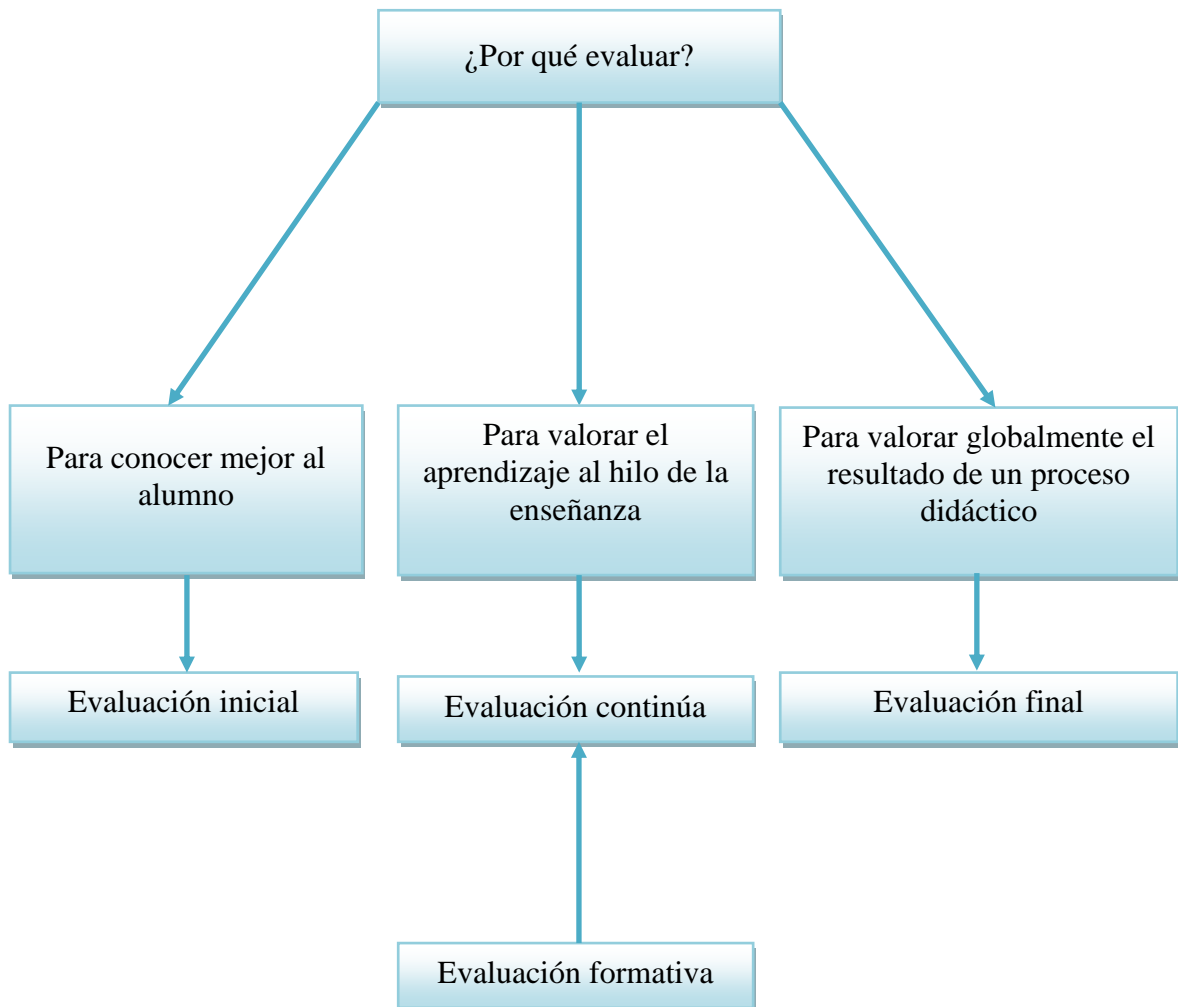 ¿Por qué evaluar?
Para conocer mejor al
alumno
Para valorar el
aprendizaje al hilo de la
enseñanza
Para valorar globalmente el
resultado de un proceso
didáctico
Evaluación inicial
Evaluación continúa
Evaluación final
Evaluación formativa